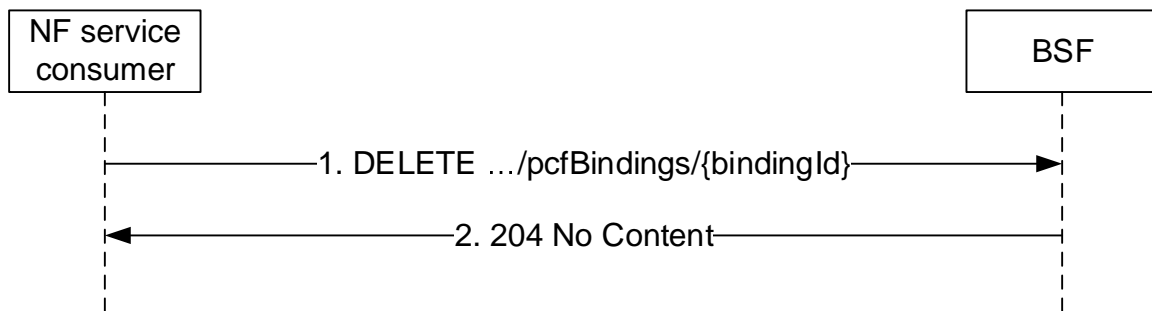 NF service
consumer
BSF
1. DELETE …/pcfBindings/{bindingId}
2. 204 No Content